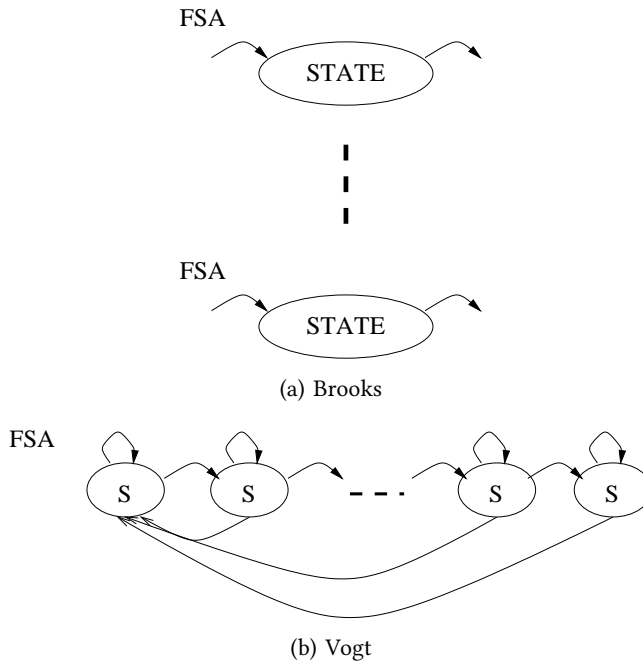 FSA
STATE
FSA
STATE
(a) Brooks
FSA
S S S S
(b) Vogt